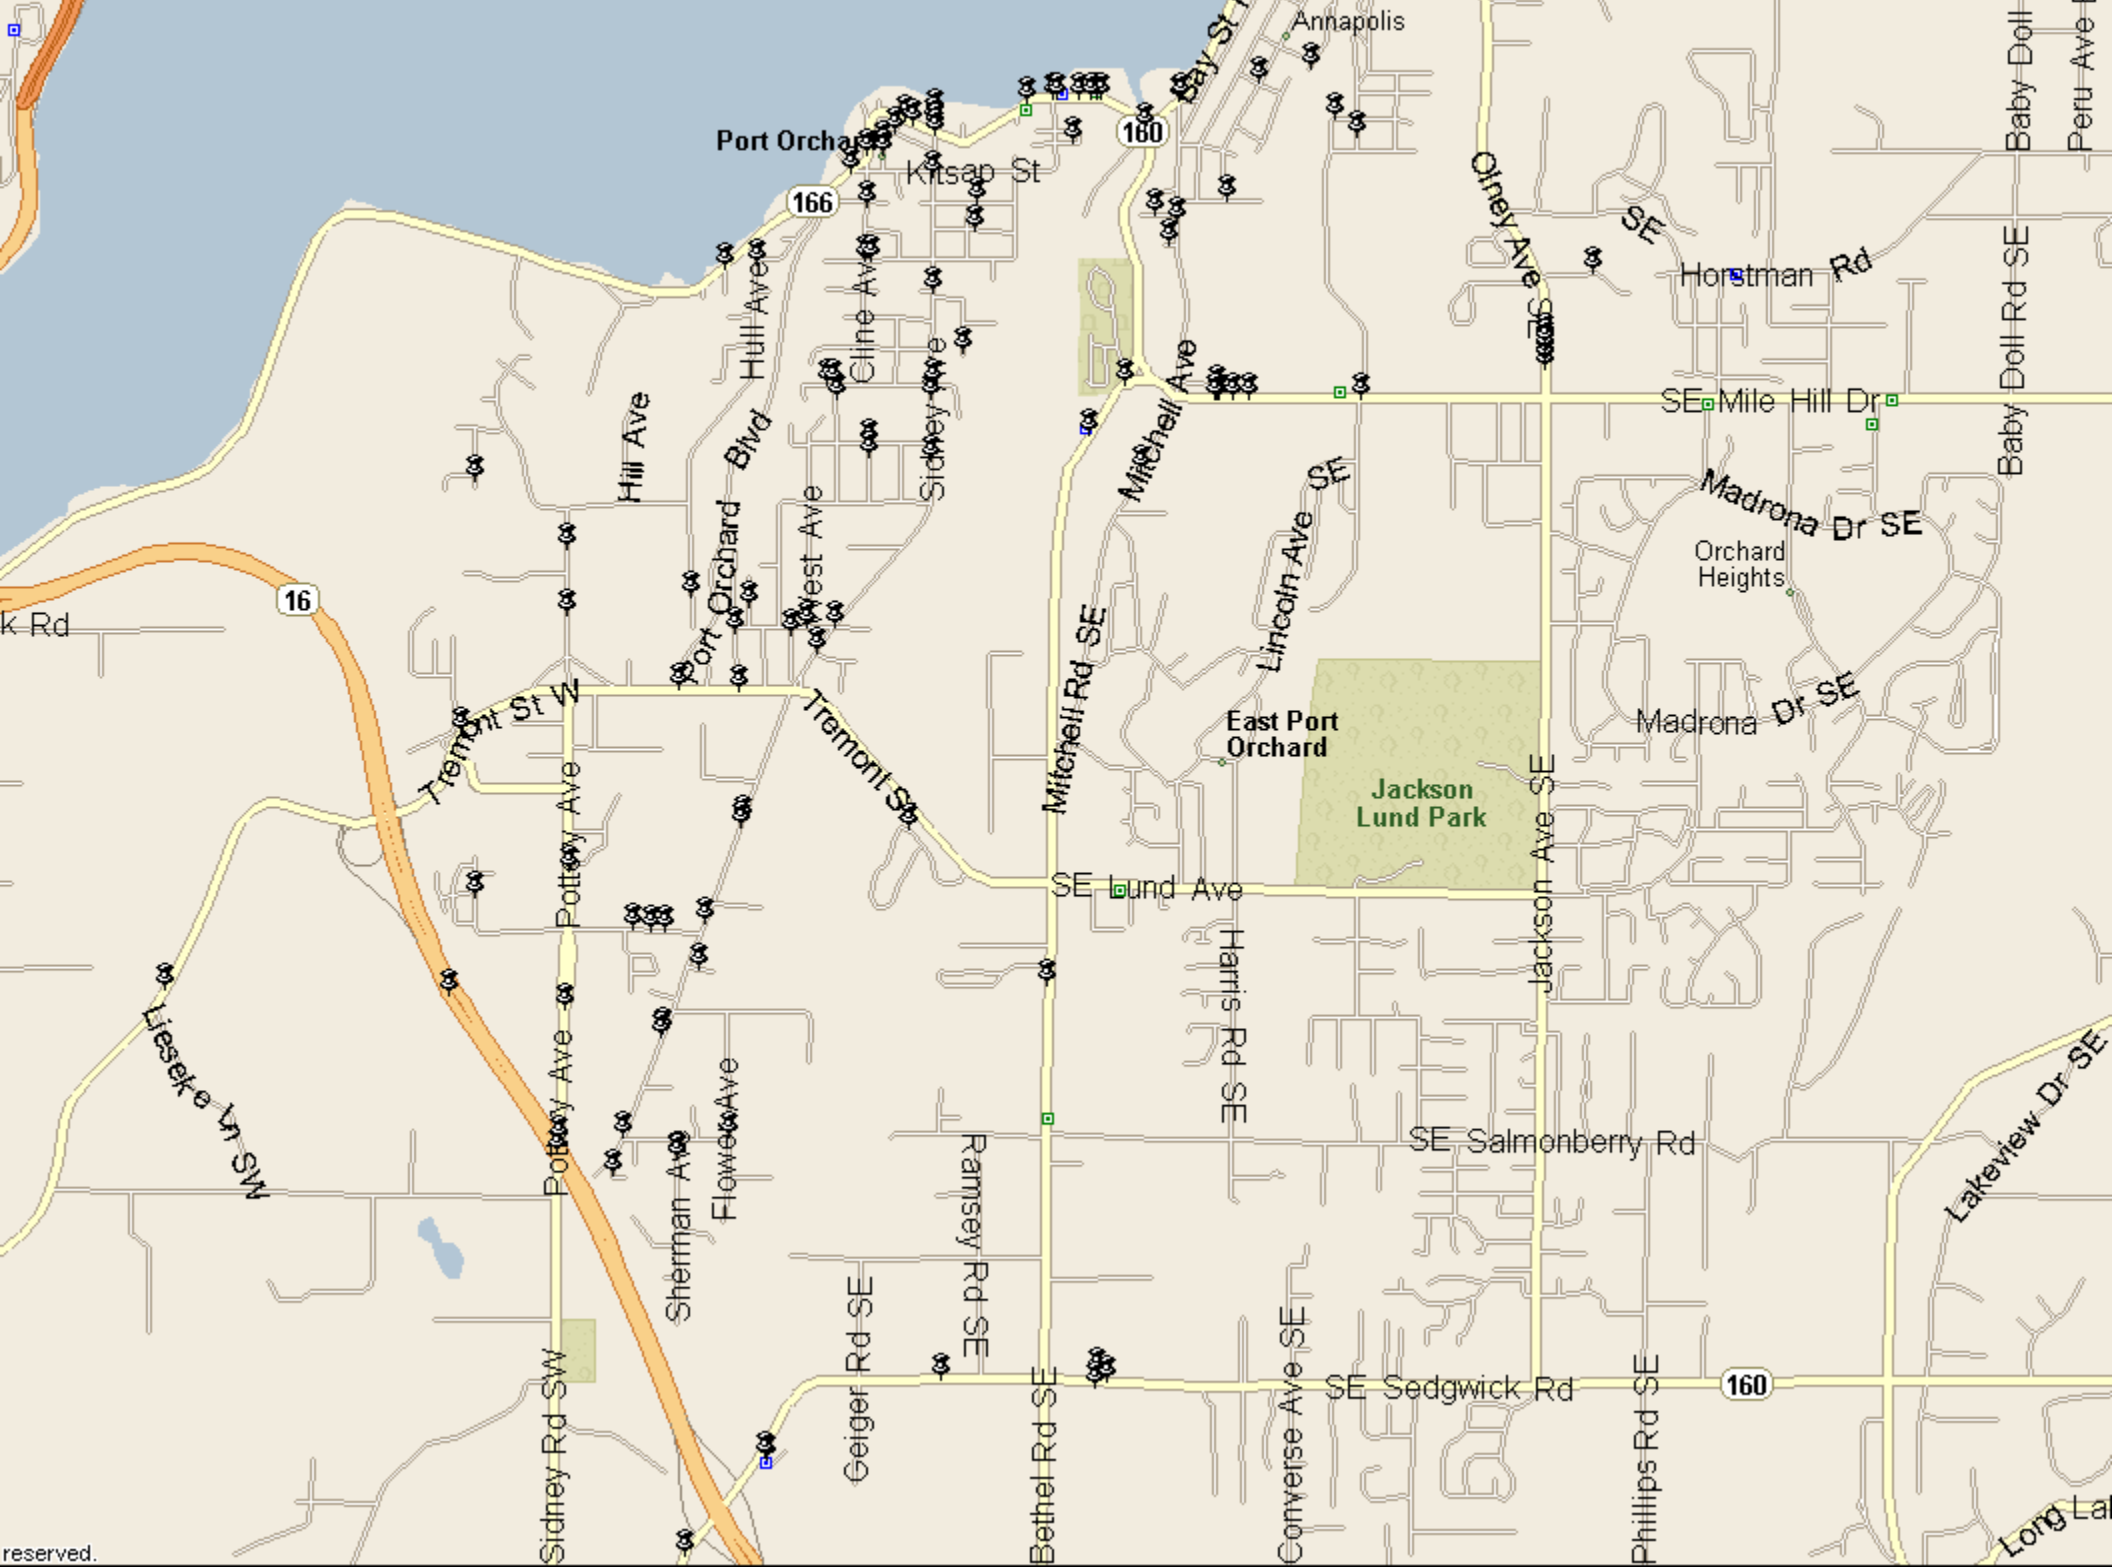 Annapolis
Bay St
Baby Doll
Peru Ave
Port Orchard
160
Kitsap St
166
Olney Ave SE
SE
Horstman Rd
Hull Ave
Cline Ave
Sidney Ave
Mitchell Ave
Baby Doll Rd SE
SE Mile Hill Dr
Hill Ave
Port Orchard Blvd
West Ave
Lincoln Ave SE
Madrona Dr SE
Orchard
Heights
16
k Rd
Mitchell Rd SE
Tremont St W
Tremont St
East Port
Orchard
Madrona Dr SE
Jackson
Lund Park
Pottery Ave
SE Lund Ave
Jackson Ave SE
Harris Rd SE
Lieseke Ln SW
Pottery Ave
Flower Ave
Sherman Ave
SE Salmonberry Rd
Ramsey Rd SE
Lakeview Dr SE
Geiger Rd SE
Converse Ave SE
Sidney Rd SW
Bethel Rd SE
SE Sedgwick Rd
160
Phillips Rd SE
Long Lal
reserved.